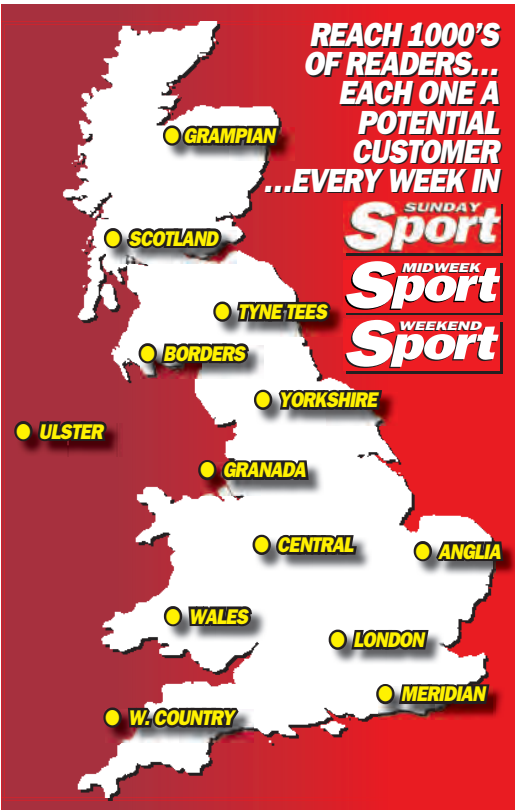 REACH 1000'S
OF READERS...
EACH ONE A
POTENTIAL
CUSTOMER
...EVERY WEEK IN
SUNDAY
Sport
MIDWEEK
Sport
WEEKEND
Sport
GRAMPIAN
SCOTLAND
TYNE TEES
BORDERS
YORKSHIRE
ULSTER
GRANADA
CENTRAL
ANGLIA
WALES
LONDON
MERIDIAN
W. COUNTRY